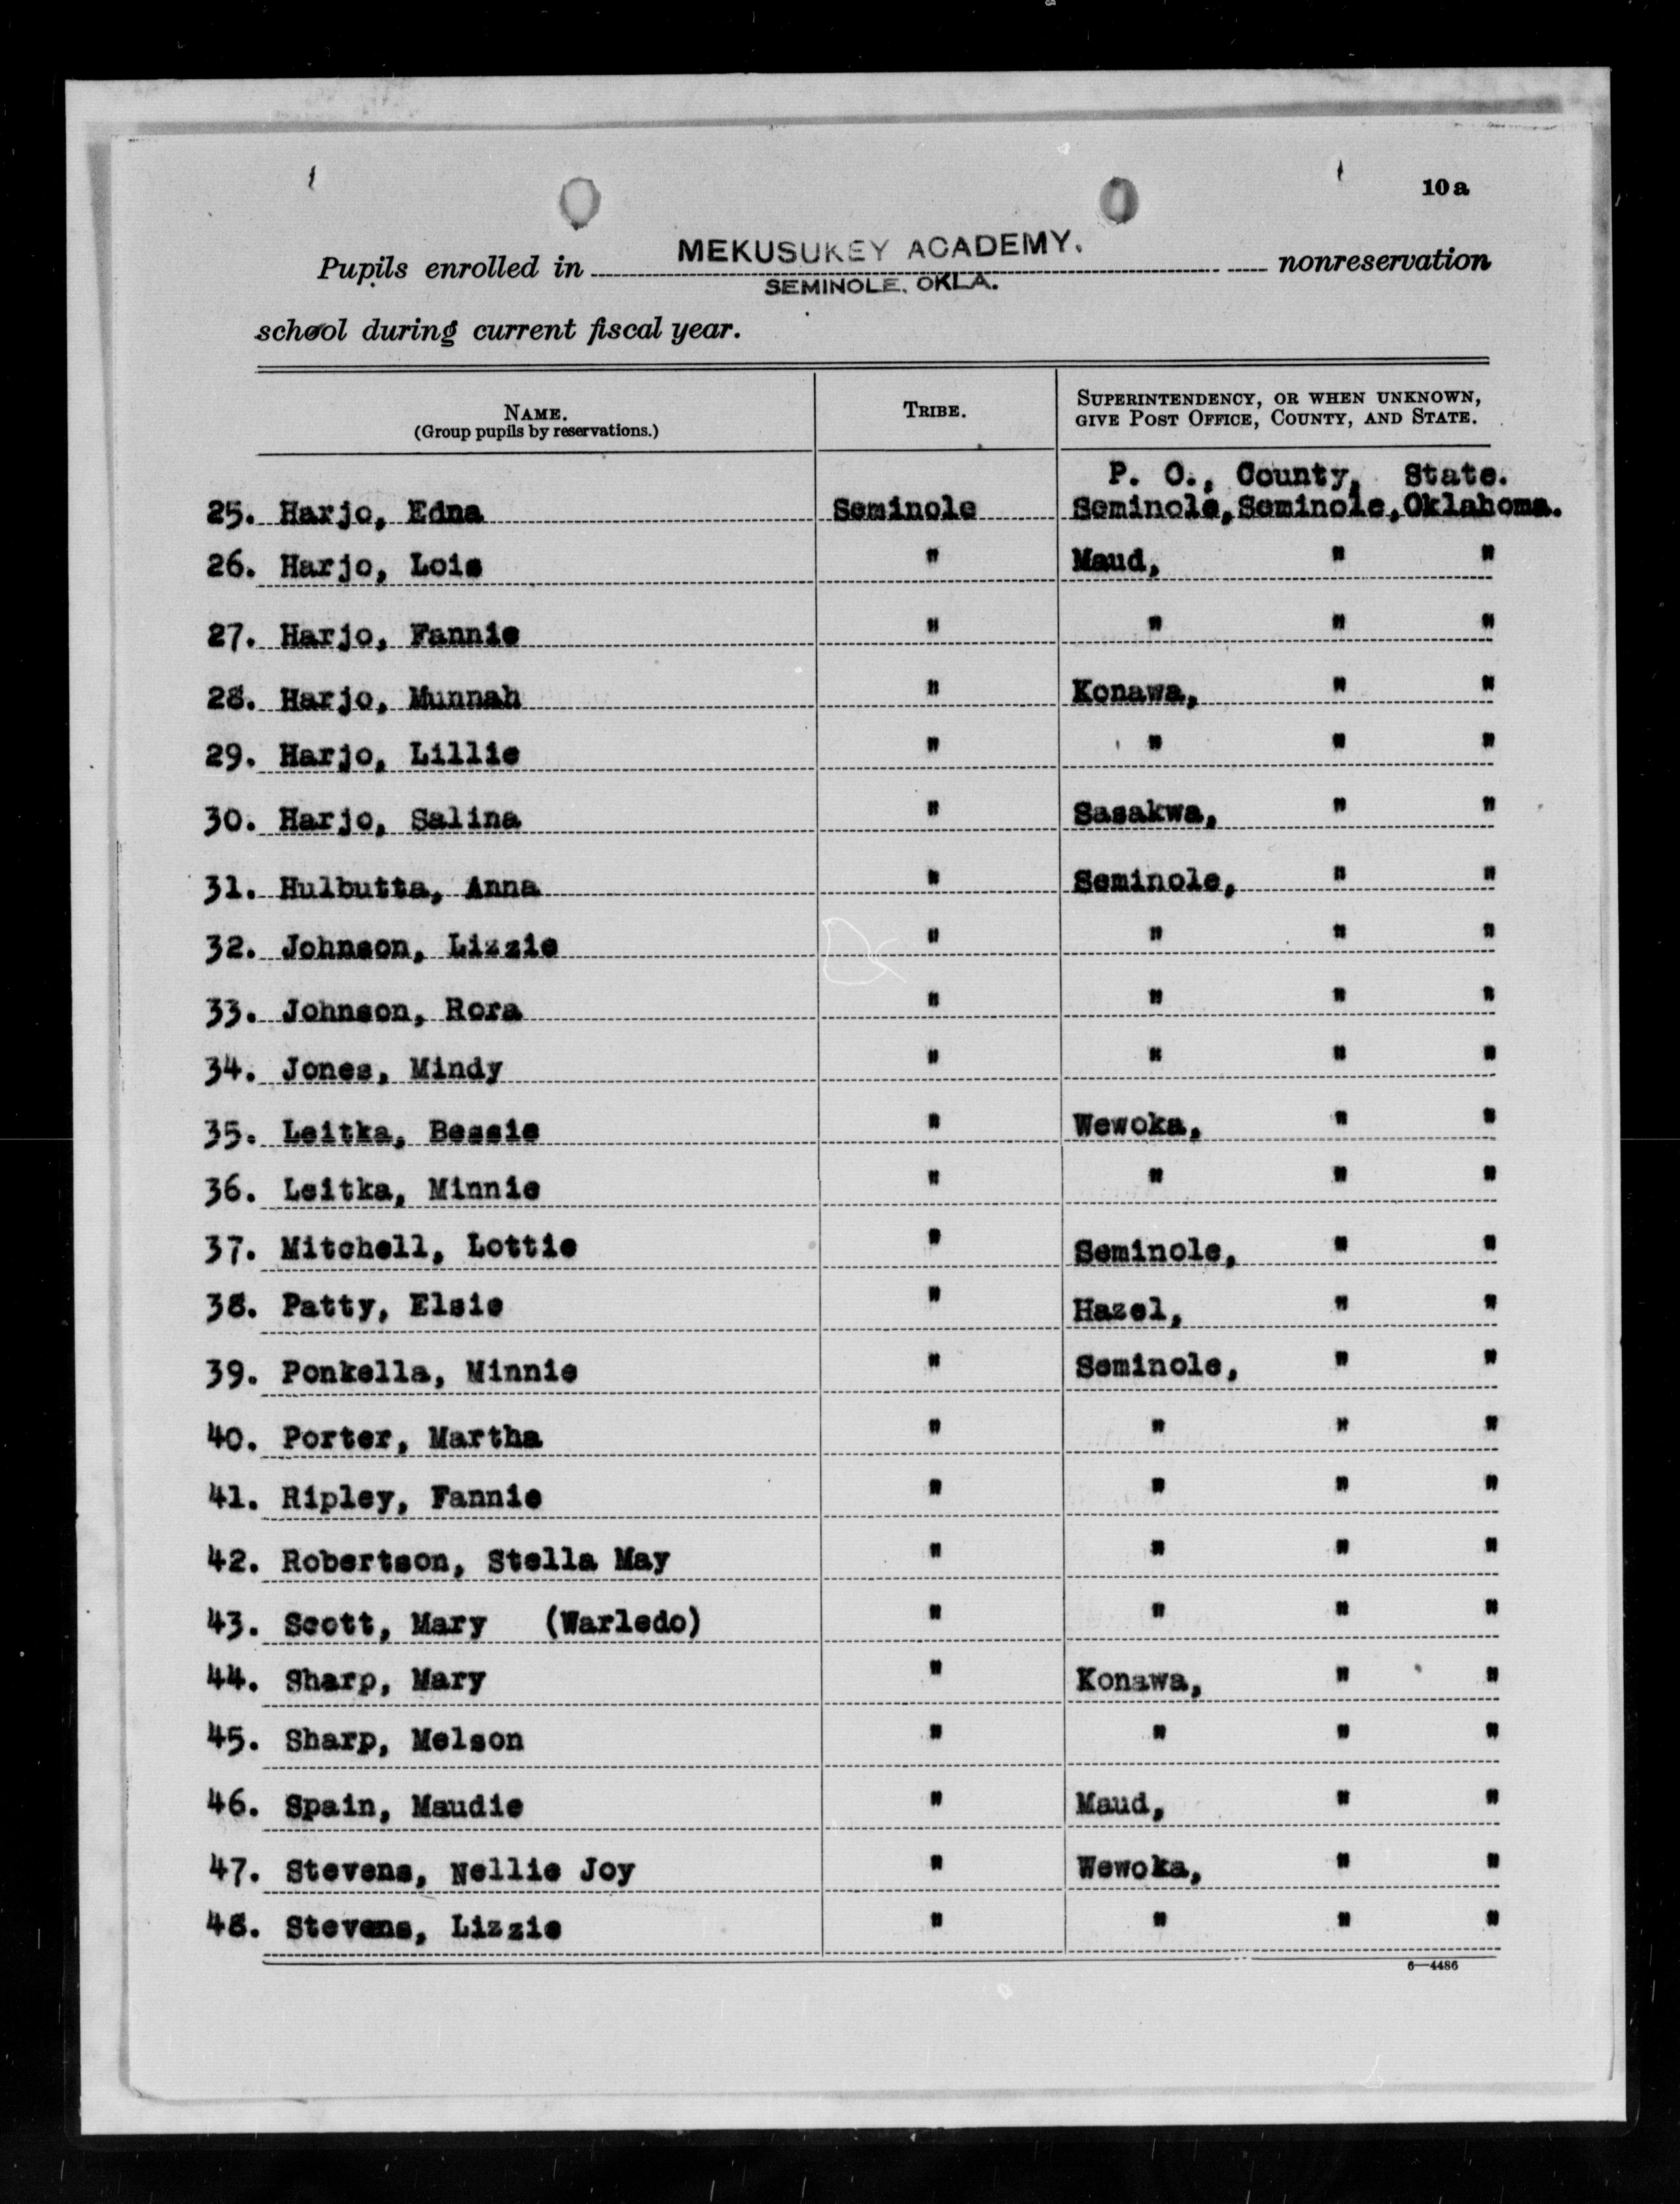 10a
Pupils enrolled in MEKUSUKEY ACADEMY. nonreservation
SEMINOLE, OKLA.
school during current fiscal year.
NAME. TRIBE. SUPERINTENDENCY, OR WHEN UNKNOWN,
(Group pupils by reservations.) GIVE POST OFFICE, COUNTY, AND STATE.
P. O., County, State.
25. Harjo, Edna Seminole Seminole, Seminole, Oklahoma.
26. Harjo, Lois " Maud, " "
27. Harjo, Fannie " " " "
28. Harjo, Munnah " Konawa, " "
29. Harjo, Lillie " " " "
30. Harjo, Salina " Sasakwa, " "
31. Hulbutta, Anna " Seminole, " "
32. Johnson, Lizzie " " " "
33. Johnson, Rora " " " "
34. Jones, Mindy " " " "
35. Leitka, Bessie " Wewoka, " "
36. Leitka, Minnie " " " "
37. Mitchell, Lottie " Seminole, " "
38. Patty, Elsie " Hazel, " "
39. Ponkella, Minnie " Seminole, " "
40. Porter, Martha " " " "
41. Ripley, Fannie " " " "
42. Robertson, Stella May " " " "
43. Scott, Mary (Warledo) " " " "
44. Sharp, Mary " Konawa, " "
45. Sharp, Melson " " " "
46. Spain, Maudie " Maud, " "
47. Stevens, Nellie Joy " Wewoka, " "
48. Stevens, Lizzie " " " "
6—4486